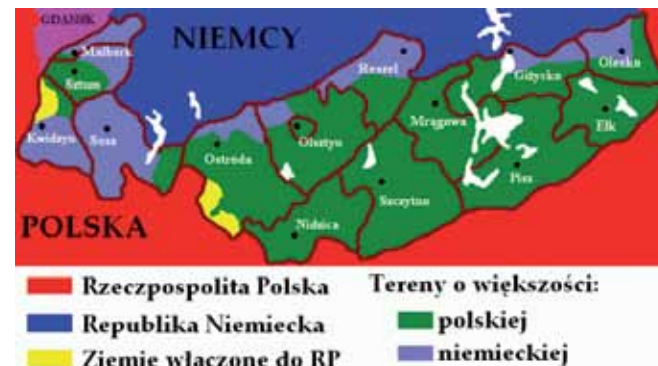 GDAŃSK
NIEMCY
Malbork
Sztum
Kwidzyn
Susz
Reszel
Giżycko
Olecko
Mrągowo
Ełk
Ostróda
Olsztyn
Pisz
Szczytno
Nidzica
POLSKA
Rzeczpospolita Polska
Republika Niemiecka
Ziemie włączone do RP
Tereny o większości:
polskiej
niemieckiej